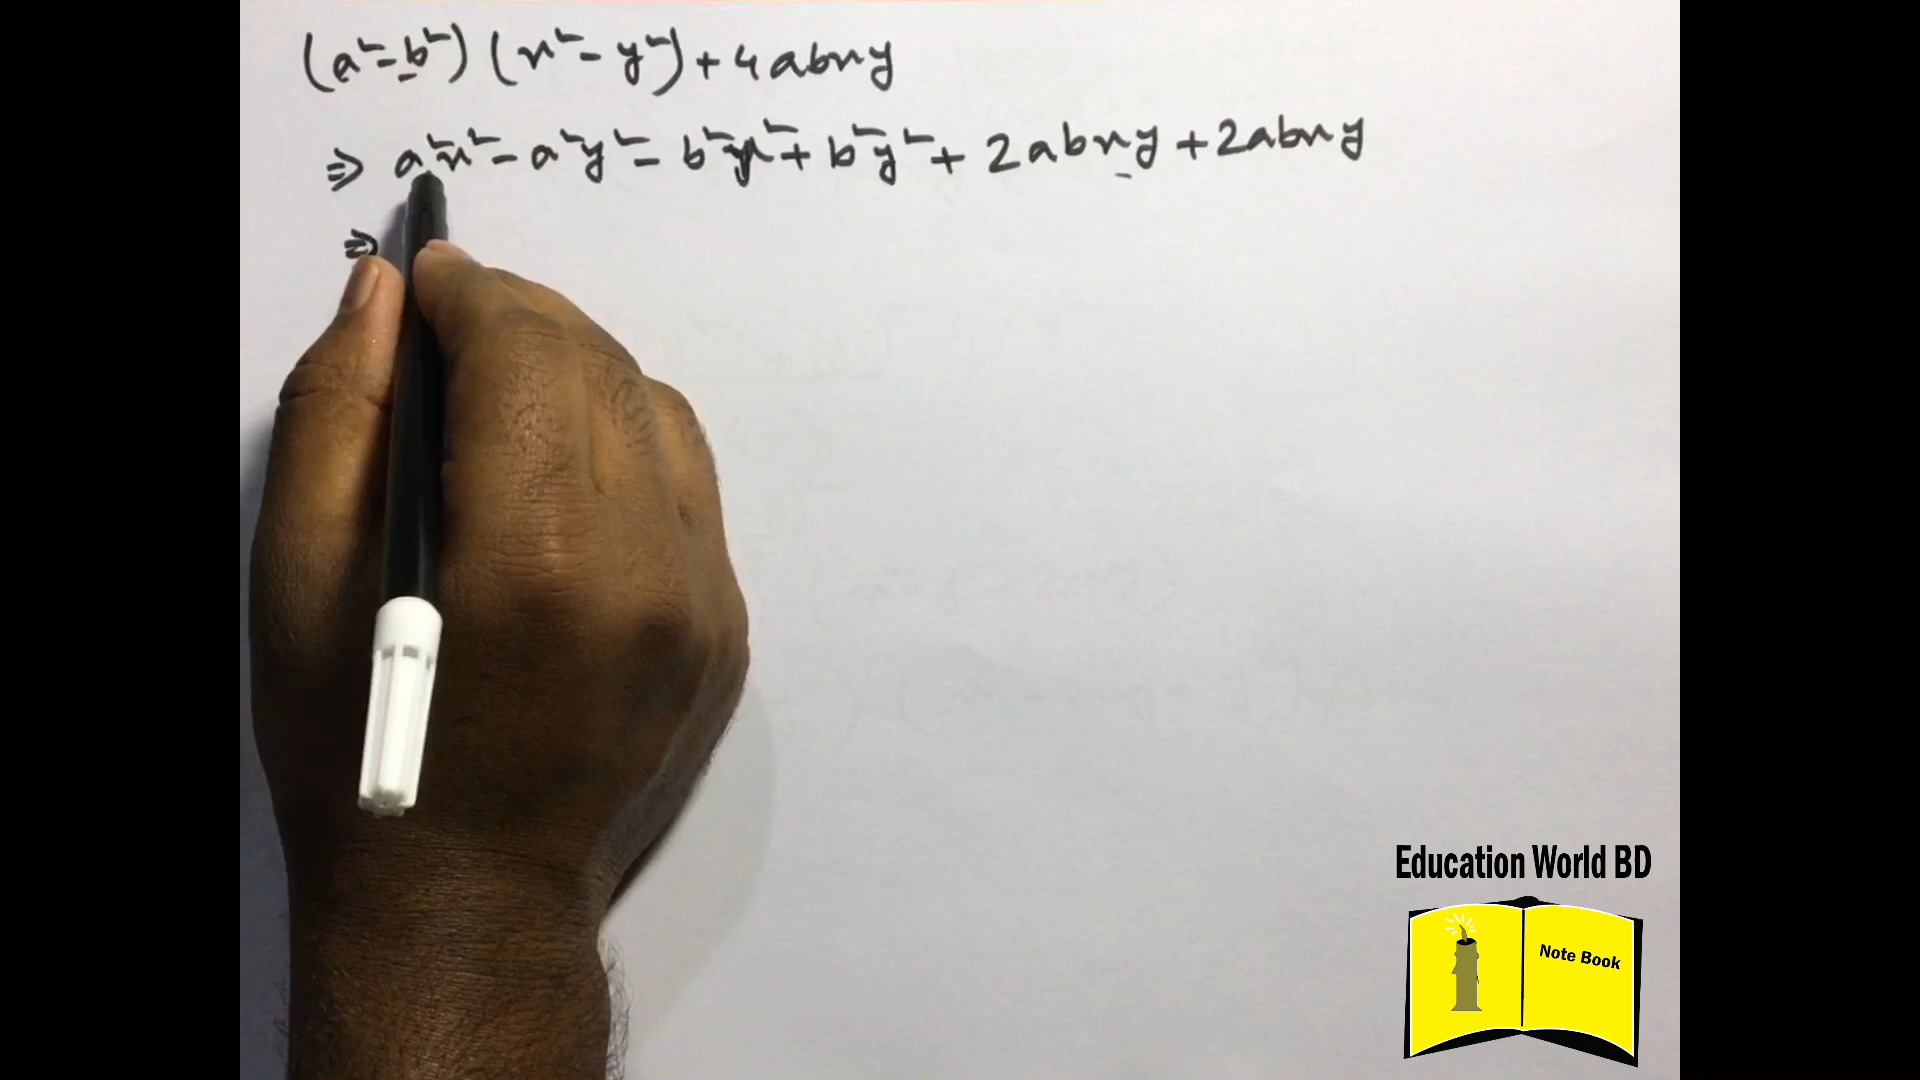 (a² - b²) (x² - y²) + 4abxy
⇒ a²x² - a²y² - b²x² + b²y² + 2abxy + 2abxy
⇒
Education World BD
Note Book